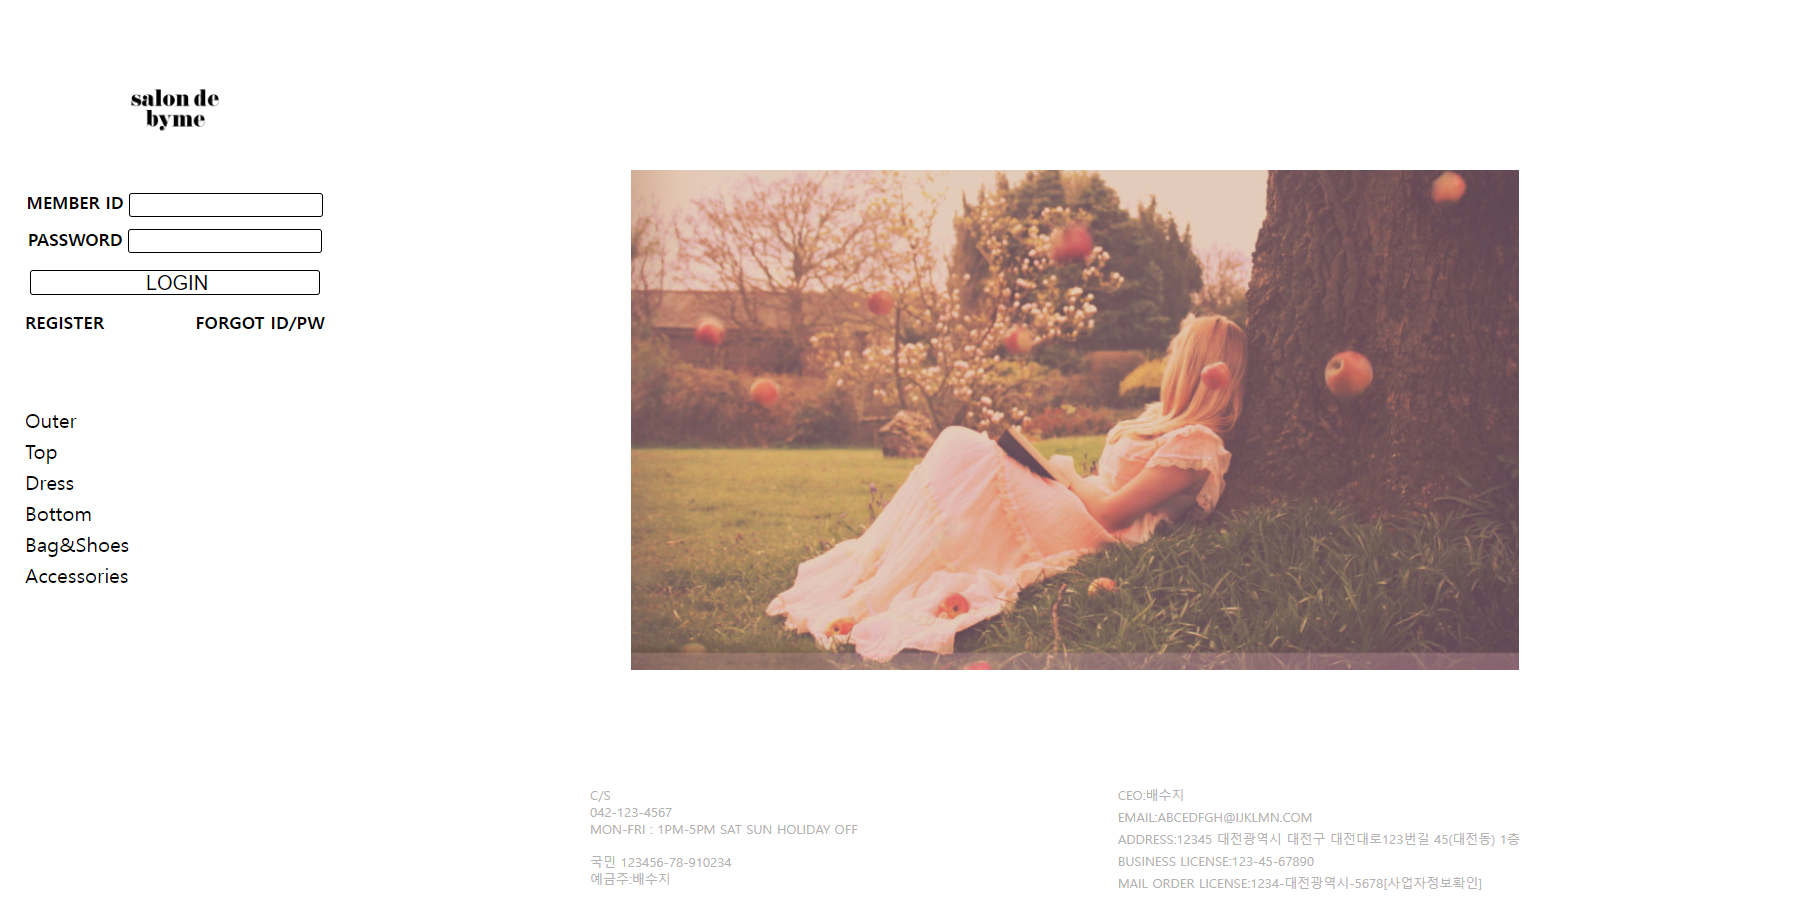 salon de
byme
MEMBER ID
PASSWORD
LOGIN
REGISTER FORGOT ID/PW
Outer
Top
Dress
Bottom
Bag&Shoes
Accessories
C/S
042-123-4567
MON-FRI : 1PM-5PM SAT SUN HOLIDAY OFF
국민 123456-78-910234
예금주:배수지
CEO:배수지
EMAIL:ABCEDFGH@IJKLMN.COM
ADDRESS:12345 대전광역시 대전구 대전대로123번길 45(대전동) 1층
BUSINESS LICENSE:123-45-67890
MAIL ORDER LICENSE:1234-대전광역시-5678[사업자정보확인]